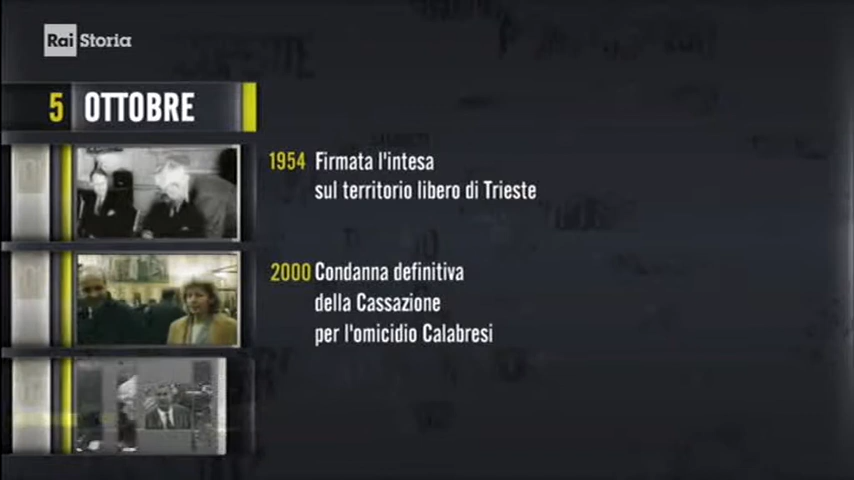 Rai Storia
5 OTTOBRE
1954 Firmata l'intesa
sul territorio libero di Trieste
2000 Condanna definitiva
della Cassazione
per l'omicidio Calabresi